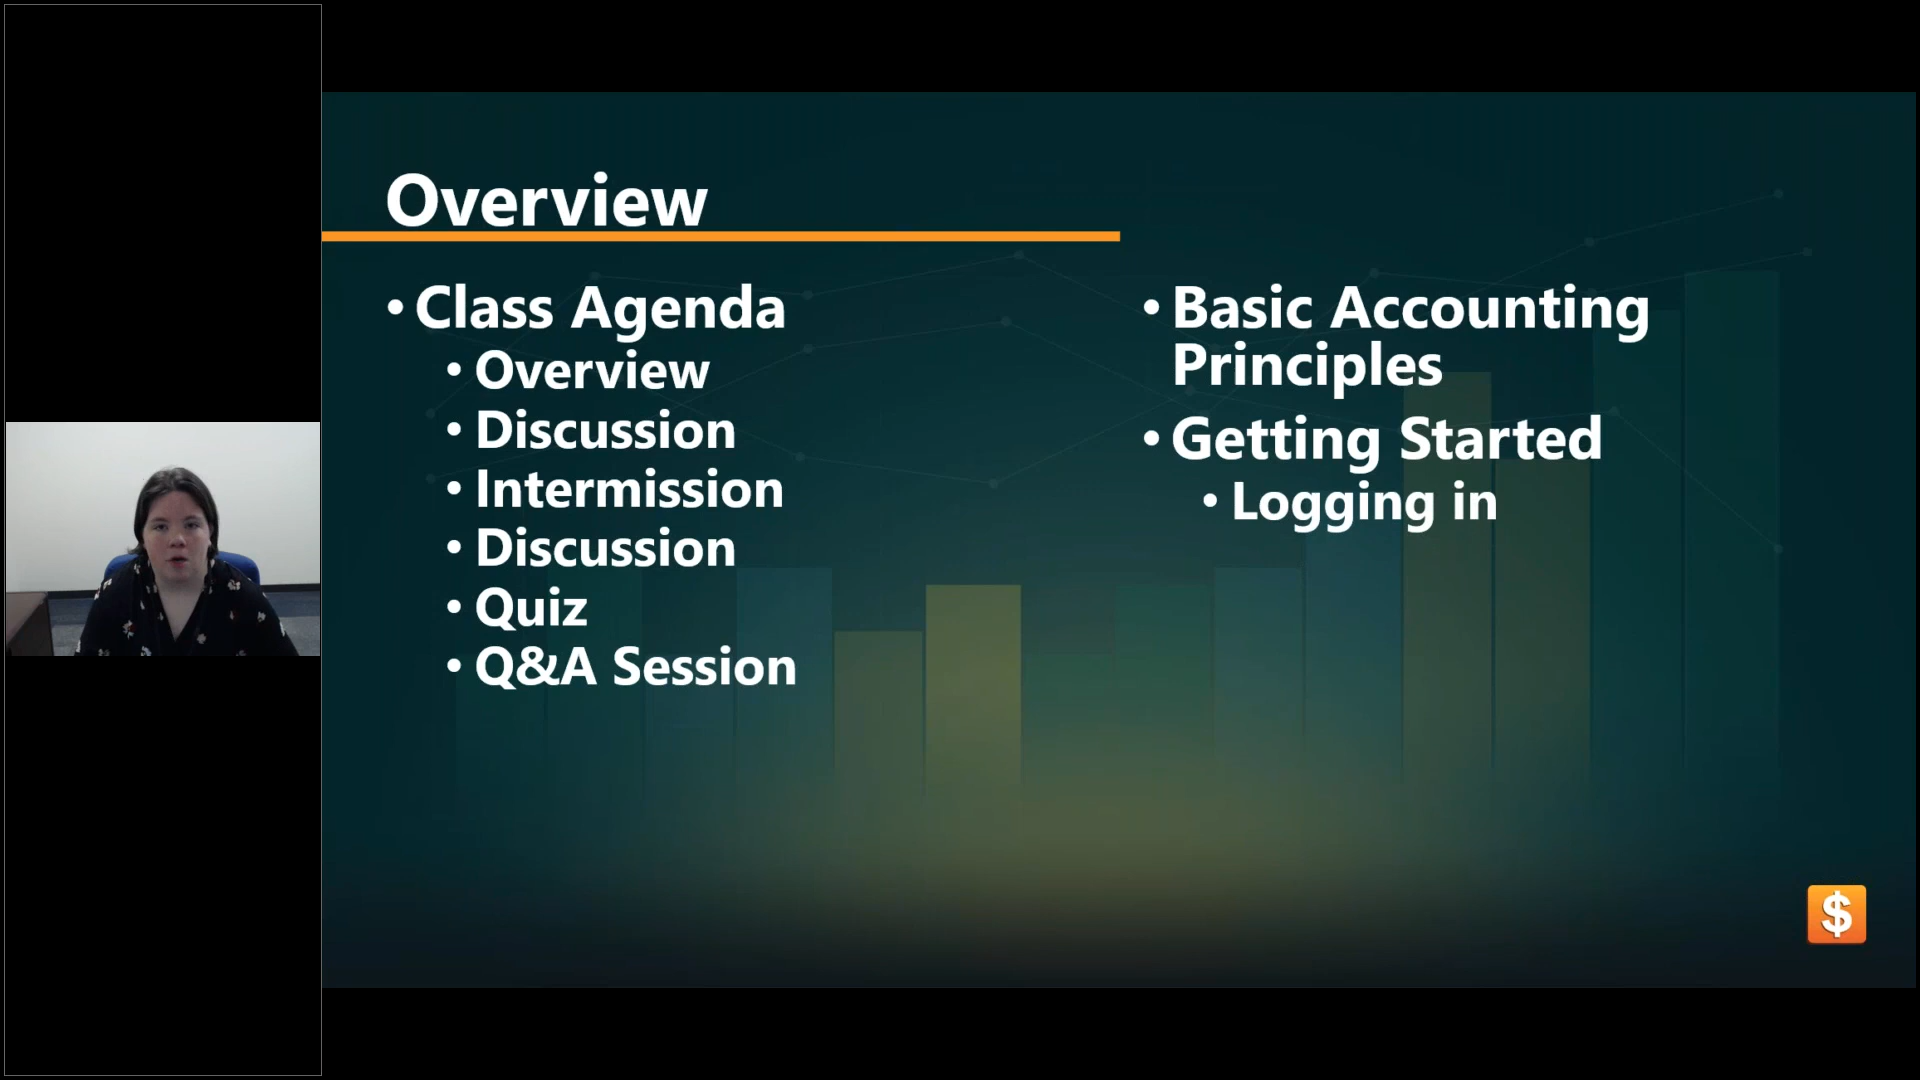 Overview
• Class Agenda
• Overview
• Discussion
• Intermission
• Discussion
• Quiz
• Q&A Session
• Basic Accounting
Principles
• Getting Started
• Logging in
$